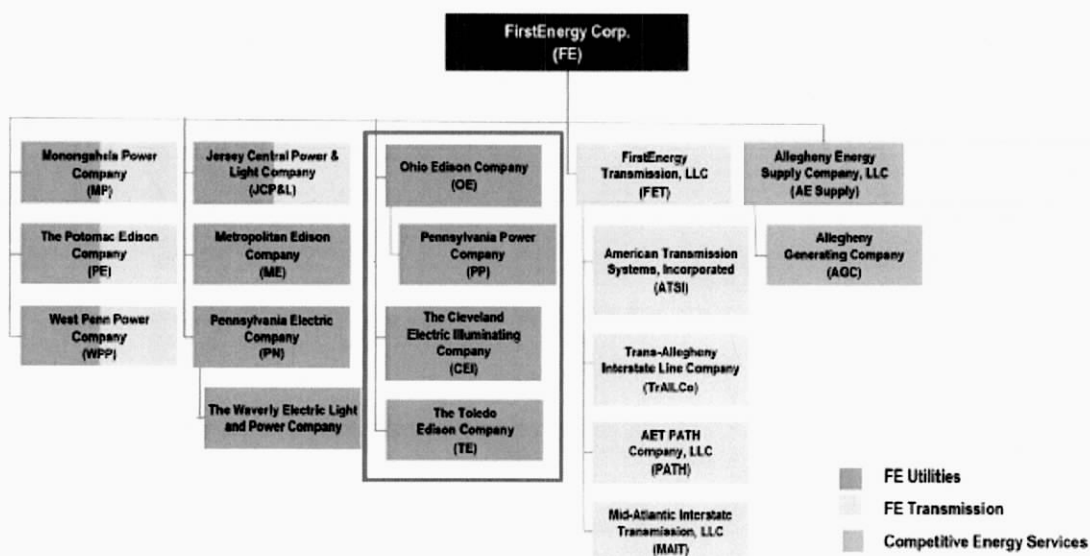 FirstEnergy Corp.
(FE)
Monongahela Power
Company
(MP)
The Potomac Edison
Company
(PE)
West Penn Power
Company
(WPP)
Jersey Central Power &
Light Company
(JCP&L)
Metropolitan Edison
Company
(ME)
Pennsylvania Electric
Company
(PN)
The Waverly Electric Light
and Power Company
Ohio Edison Company
(OE)
Pennsylvania Power
Company
(PP)
The Cleveland
Electric Illuminating
Company
(CEI)
The Toledo
Edison Company
(TE)
FirstEnergy
Transmission, LLC
(FET)
American Transmission
Systems, Incorporated
(ATSI)
Trans-Allegheny
Interstate Line Company
(TrAILCo)
AET PATH
Company, LLC
(PATH)
Mid-Atlantic Interstate
Transmission, LLC
(MAIT)
Allegheny Energy
Supply Company, LLC
(AE Supply)
Allegheny
Generating Company
(AGC)
FE Utilities
FE Transmission
Competitive Energy Services